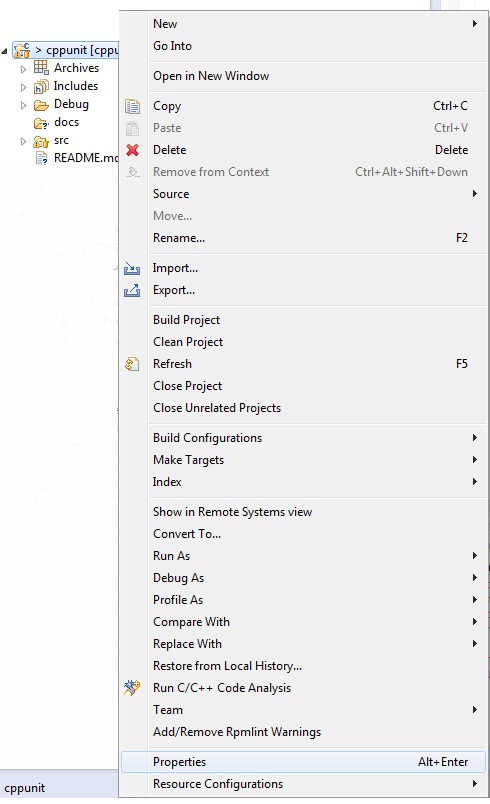 New
Go Into
Open in New Window
Copy Ctrl+C
Paste Ctrl+V
Delete Delete
Remove from Context Ctrl+Alt+Shift+Down
Source
Move...
Rename... F2
Import...
Export...
Build Project
Clean Project
Refresh F5
Close Project
Close Unrelated Projects
Build Configurations
Make Targets
Index
Show in Remote Systems view
Convert To...
Run As
Debug As
Profile As
Compare With
Replace With
Restore from Local History...
Run C/C++ Code Analysis
Team
Add/Remove Rpmlint Warnings
Properties Alt+Enter
Resource Configurations
> cppunit [cppu
Archives
Includes
Debug
docs
src
README.md
cppunit